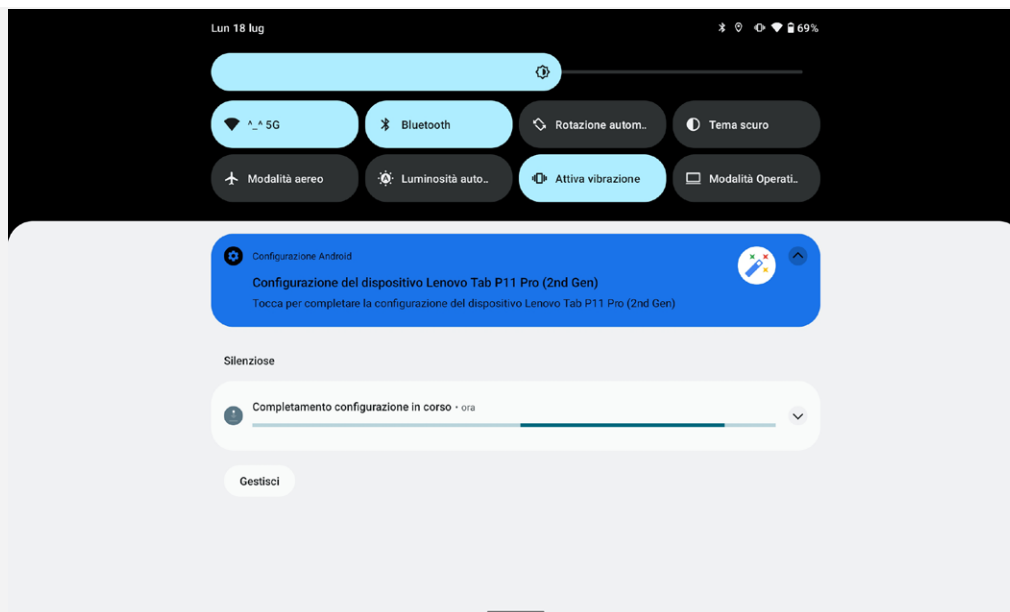 Lun 18 lug
69%
^_^ 5G
Bluetooth
Rotazione autom..
Tema scuro
Modalità aereo
Luminosità auto..
Attiva vibrazione
Modalità Operati..
Configurazione Android
Configurazione del dispositivo Lenovo Tab P11 Pro (2nd Gen)
Tocca per completare la configurazione del dispositivo Lenovo Tab P11 Pro (2nd Gen)
Silenziose
Completamento configurazione in corso • ora
Gestisci